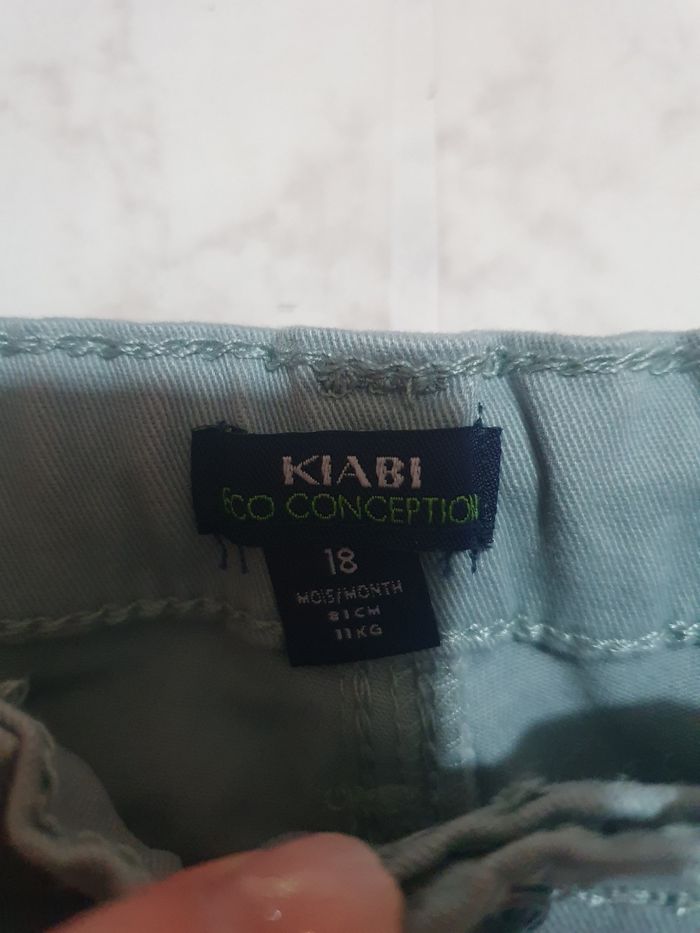 KIABI
ECO CONCEPTION
18
MOIS/MONTH
81CM
11KG